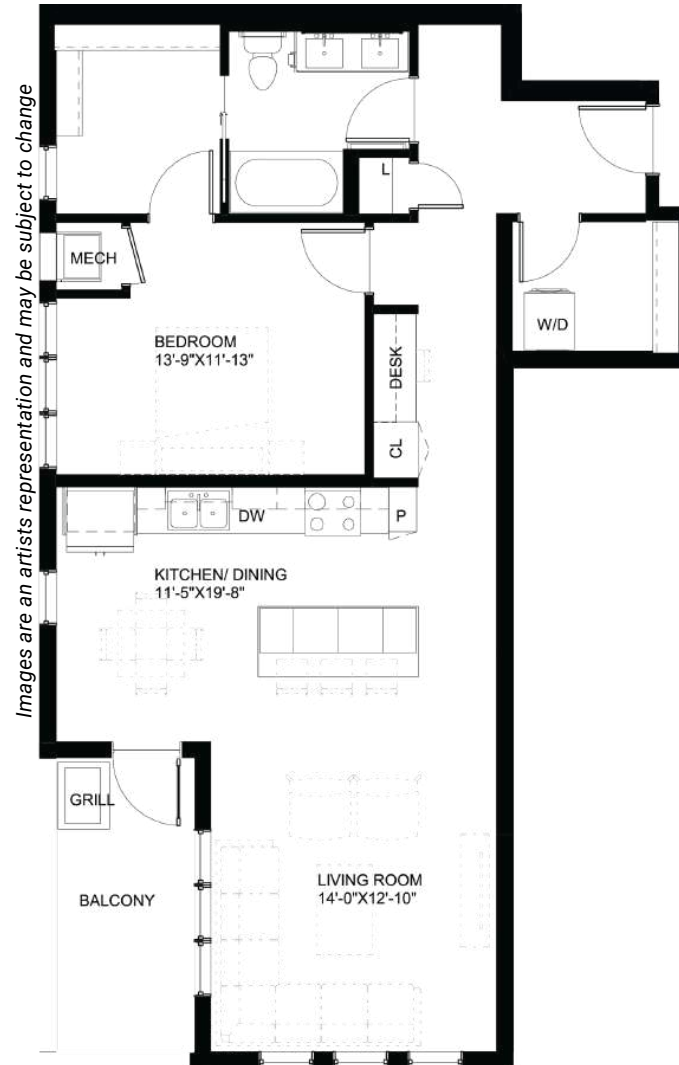 Images are an artists representation and may be subject to change
L
MECH
W/D
BEDROOM
13'-9"X11'-13"
DESK
CL
DW
P
KITCHEN/ DINING
11'-5"X19'-8"
GRILL
LIVING ROOM
14'-0"X12'-10"
BALCONY